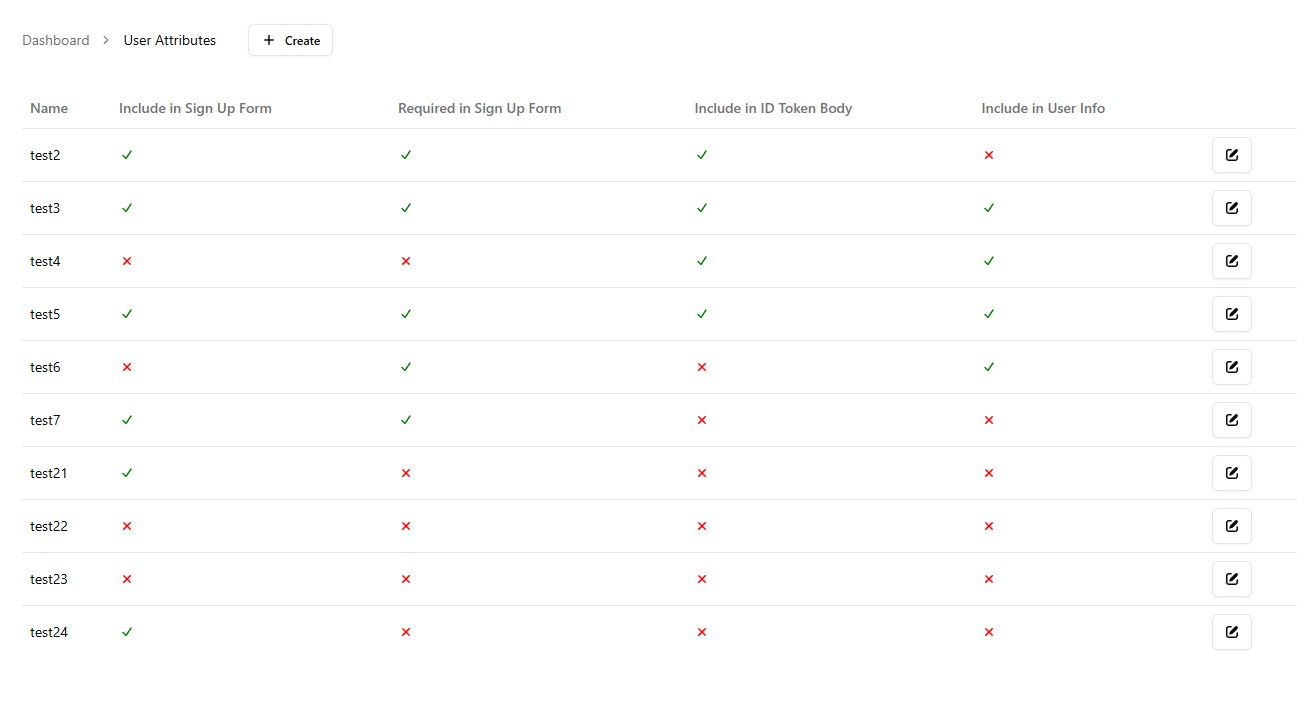 Dashboard > User Attributes + Create
Name Include in Sign Up Form Required in Sign Up Form Include in ID Token Body Include in User Info
test2 ✓ ✓ ✓ ✕
test3 ✓ ✓ ✓ ✓
test4 ✕ ✕ ✓ ✓
test5 ✓ ✓ ✓ ✓
test6 ✕ ✓ ✕ ✓
test7 ✓ ✓ ✕ ✕
test21 ✓ ✕ ✕ ✕
test22 ✕ ✕ ✕ ✕
test23 ✕ ✕ ✕ ✕
test24 ✓ ✕ ✕ ✕